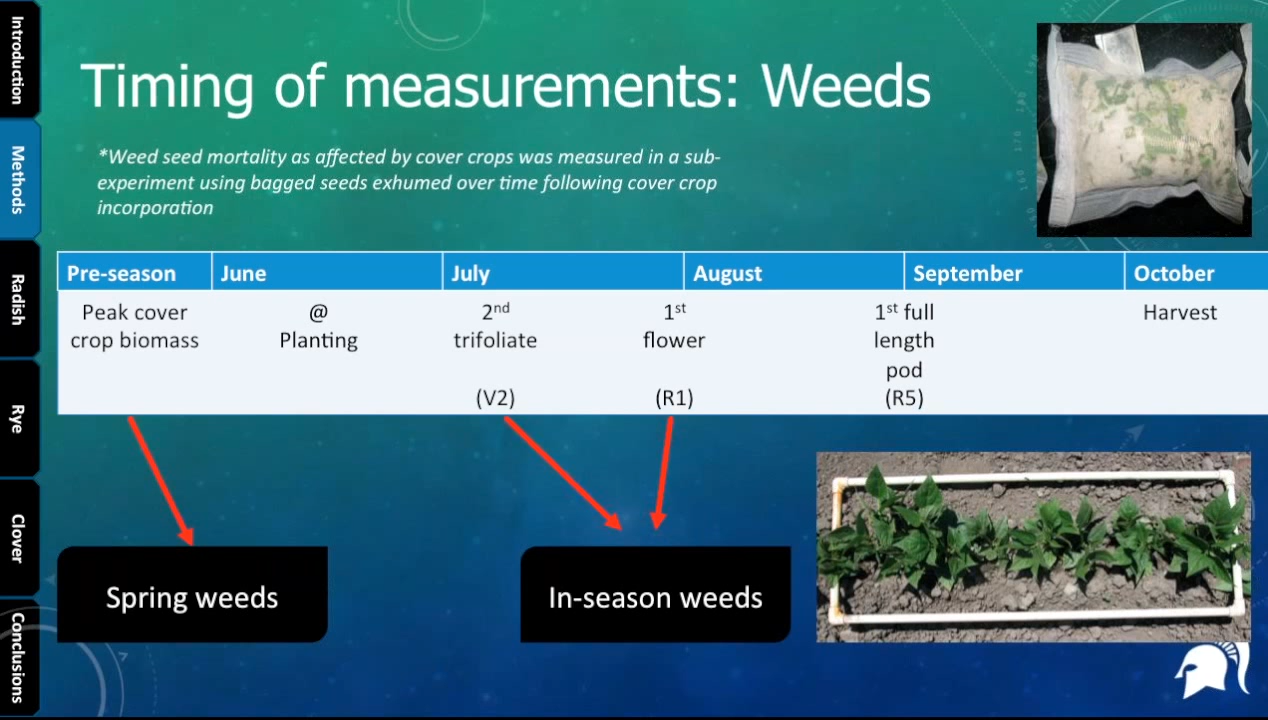 Introduction
Methods
Radish
Rye
Clover
Conclusions
Timing of measurements: Weeds
*Weed seed mortality as affected by cover crops was measured in a sub-
experiment using bagged seeds exhumed over time following cover crop
incorporation
Pre-season June July August September October
Peak cover @ 2nd 1st 1st full Harvest
crop biomass Planting trifoliate flower length
pod
(V2) (R1) (R5)
Spring weeds In-season weeds